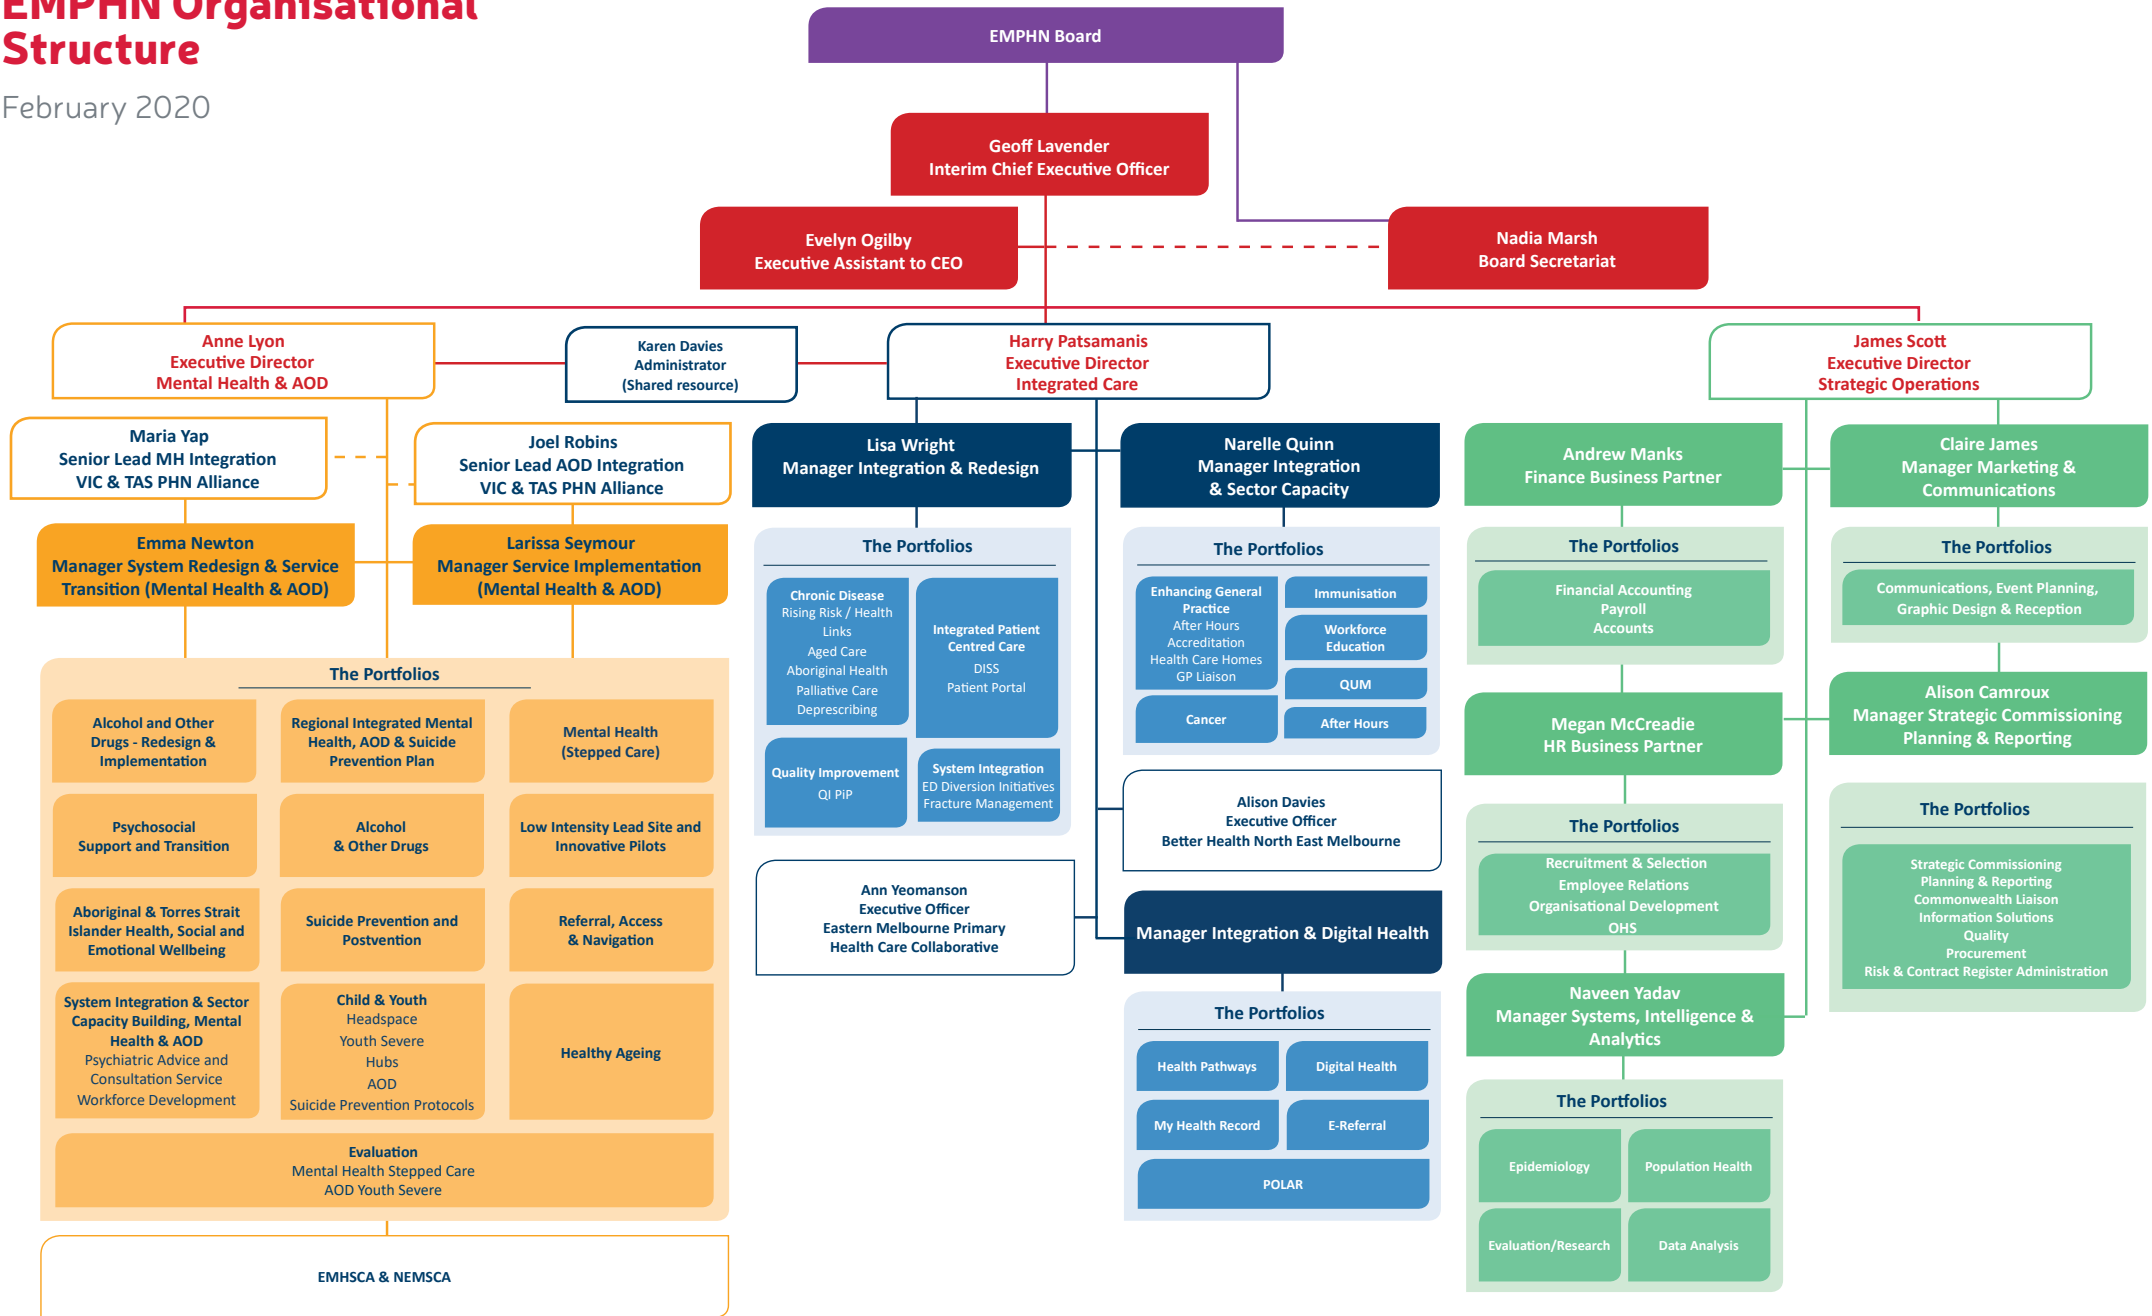 EMPHN Organisational
Structure
February 2020
EMPHN Board
Geoff Lavender
Interim Chief Executive Officer
Evelyn Ogilby
Executive Assistant to CEO
Nadia Marsh
Board Secretariat
Anne Lyon
Executive Director
Mental Health & AOD
Karen Davies
Administrator
(Shared resource)
Harry Patsamanis
Executive Director
Integrated Care
James Scott
Executive Director
Strategic Operations
Maria Yap
Senior Lead MH Integration
VIC & TAS PHN Alliance
Joel Robins
Senior Lead AOD Integration
VIC & TAS PHN Alliance
Emma Newton
Manager System Redesign & Service
Transition (Mental Health & AOD)
Larissa Seymour
Manager Service Implementation
(Mental Health & AOD)
The Portfolios
Alcohol and Other
Drugs - Redesign &
Implementation
Regional Integrated Mental
Health, AOD & Suicide
Prevention Plan
Mental Health
(Stepped Care)
Psychosocial
Support and Transition
Alcohol
& Other Drugs
Low Intensity Lead Site and
Innovative Pilots
Aboriginal & Torres Strait
Islander Health, Social and
Emotional Wellbeing
Suicide Prevention and
Postvention
Referral, Access
& Navigation
System Integration & Sector
Capacity Building, Mental
Health & AOD
Psychiatric Advice and
Consultation Service
Workforce Development
Child & Youth
Headspace
Youth Severe
Hubs
AOD
Suicide Prevention Protocols
Healthy Ageing
Evaluation
Mental Health Stepped Care
AOD Youth Severe
EMHSCA & NEMSCA
Lisa Wright
Manager Integration & Redesign
The Portfolios
Chronic Disease
Rising Risk / Health
Links
Aged Care
Aboriginal Health
Palliative Care
Deprescribing
Integrated Patient
Centred Care
DISS
Patient Portal
Quality Improvement
QI PiP
System Integration
ED Diversion Initiatives
Fracture Management
Ann Yeomanson
Executive Officer
Eastern Melbourne Primary
Health Care Collaborative
Narelle Quinn
Manager Integration
& Sector Capacity
The Portfolios
Enhancing General
Practice
After Hours
Accreditation
Health Care Homes
GP Liaison
Cancer
Immunisation
Workforce
Education
QUM
After Hours
Alison Davies
Executive Officer
Better Health North East Melbourne
Manager Integration & Digital Health
The Portfolios
Health Pathways
Digital Health
My Health Record
E-Referral
POLAR
Andrew Manks
Finance Business Partner
The Portfolios
Financial Accounting
Payroll
Accounts
Megan McCreadie
HR Business Partner
The Portfolios
Recruitment & Selection
Employee Relations
Organisational Development
OHS
Naveen Yadav
Manager Systems, Intelligence &
Analytics
The Portfolios
Epidemiology
Population Health
Evaluation/Research
Data Analysis
Claire James
Manager Marketing &
Communications
The Portfolios
Communications, Event Planning,
Graphic Design & Reception
Alison Camroux
Manager Strategic Commissioning
Planning & Reporting
The Portfolios
Strategic Commissioning
Planning & Reporting
Commonwealth Liaison
Information Solutions
Quality
Procurement
Risk & Contract Register Administration